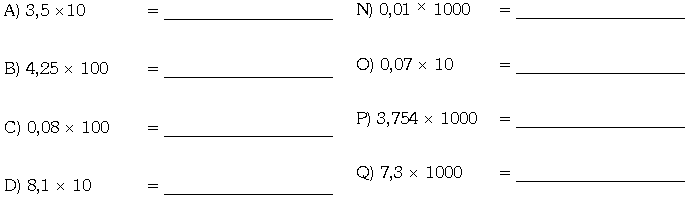 A) 3,5 ×10 = ____________________
B) 4,25 × 100 = ____________________
C) 0,08 × 100 = ____________________
D) 8,1 × 10 = ____________________
N) 0,01 × 1000 = ____________________
O) 0,07 × 10 = ____________________
P) 3,754 × 1000 = ____________________
Q) 7,3 × 1000 = ____________________